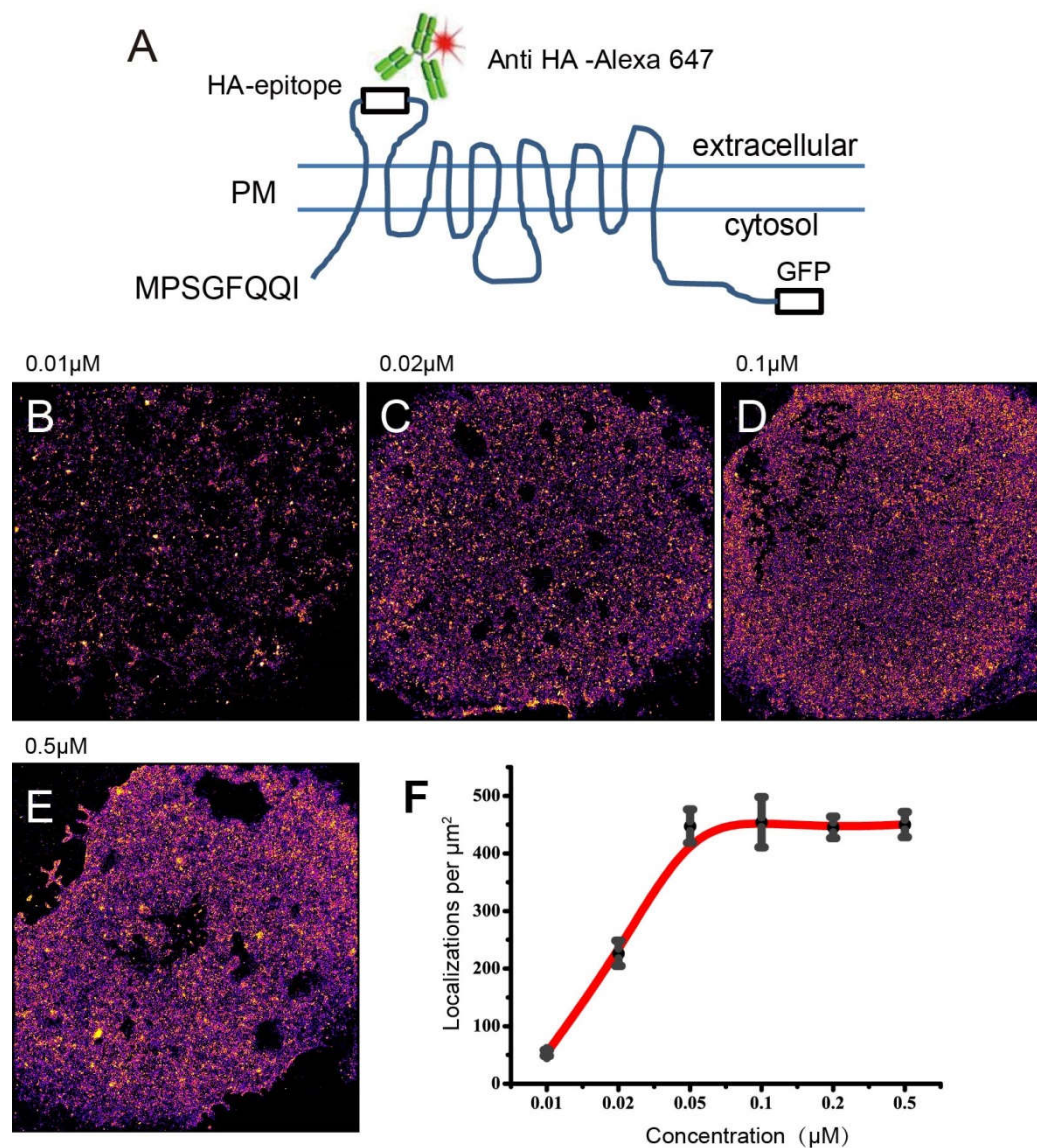 A
Anti HA -Alexa 647
HA-epitope
extracellular
PM
cytosol
MPSGFQQI
GFP
0.01µM
0.02µM
0.1µM
B
C
D
0.5µM
E
F
500
400
300
200
100
50
0
Localizations per µm²
0.01
0.02
0.05
0.1
0.2
0.5
Concentration (µM)